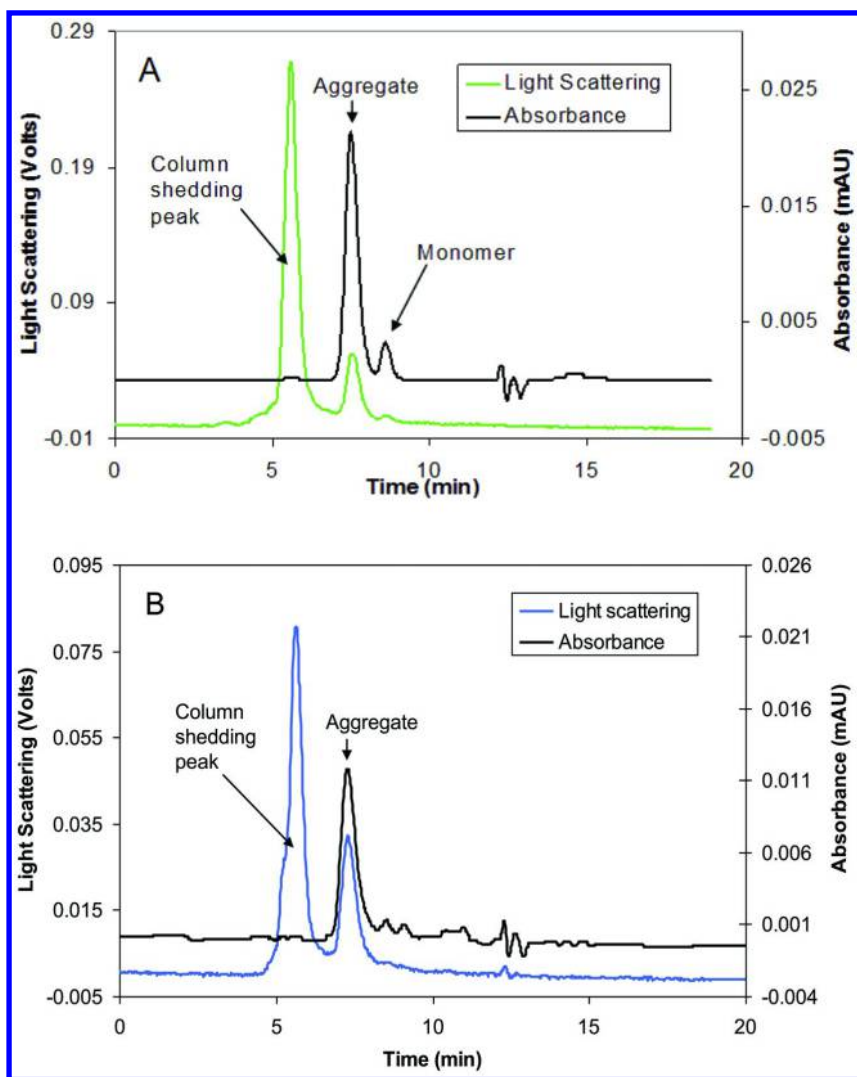 A
0.29
0.19
0.09
-0.01
Light Scattering (Volts)
Column
shedding
peak
Aggregate
Monomer
Light Scattering
Absbance
0.025
0.015
0.005
-0.005
Absorbance (mAU)
0
5
10
15
20
Time (min)
B
0.095
0.075
0.055
0.035
0.015
-0.005
Light Scattering (Volts)
Column
shedding
peak
Aggregate
Light scattering
Absorbance
0.026
0.021
0.016
0.011
0.006
0.001
-0.004
Absorbance (mAU)
0
5
10
15
20
Time (min)